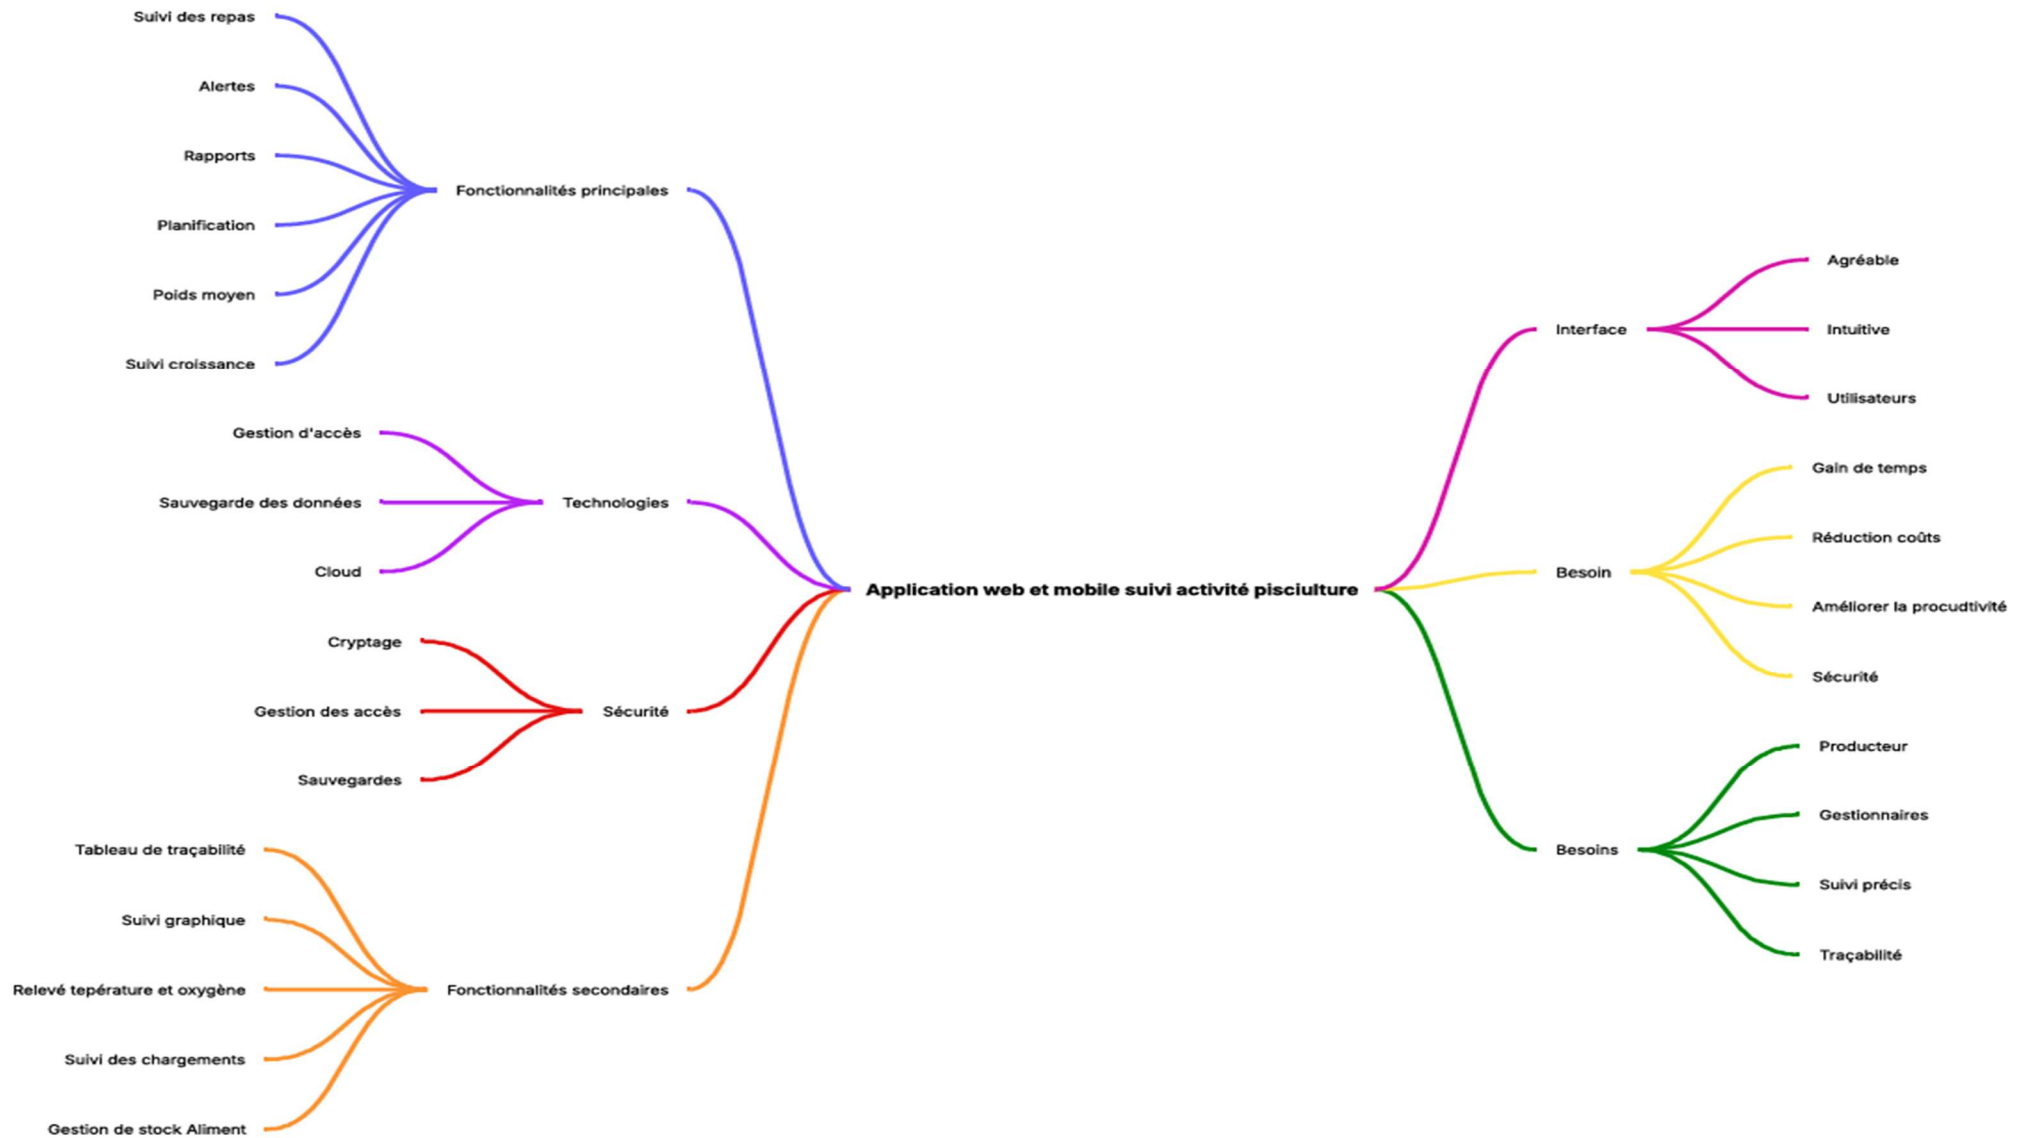 Suivi des repas
Alertes
Rapports
Planification
Poids moyen
Suivi croissance
Fonctionnalités principales
Gestion d'accès
Sauvegarde des données
Cloud
Technologies
Cryptage
Gestion des accès
Sauvegardes
Sécurité
Tableau de traçabilité
Suivi graphique
Relevé tepérature et oxygène
Suivi des chargements
Gestion de stock Aliment
Fonctionnalités secondaires
Application web et mobile suivi activité pisciulture
Interface
Agréable
Intuitive
Utilisateurs
Besoin
Gain de temps
Réduction coûts
Améliorer la procudtivité
Sécurité
Besoins
Producteur
Gestionnaires
Suivi précis
Traçabilité